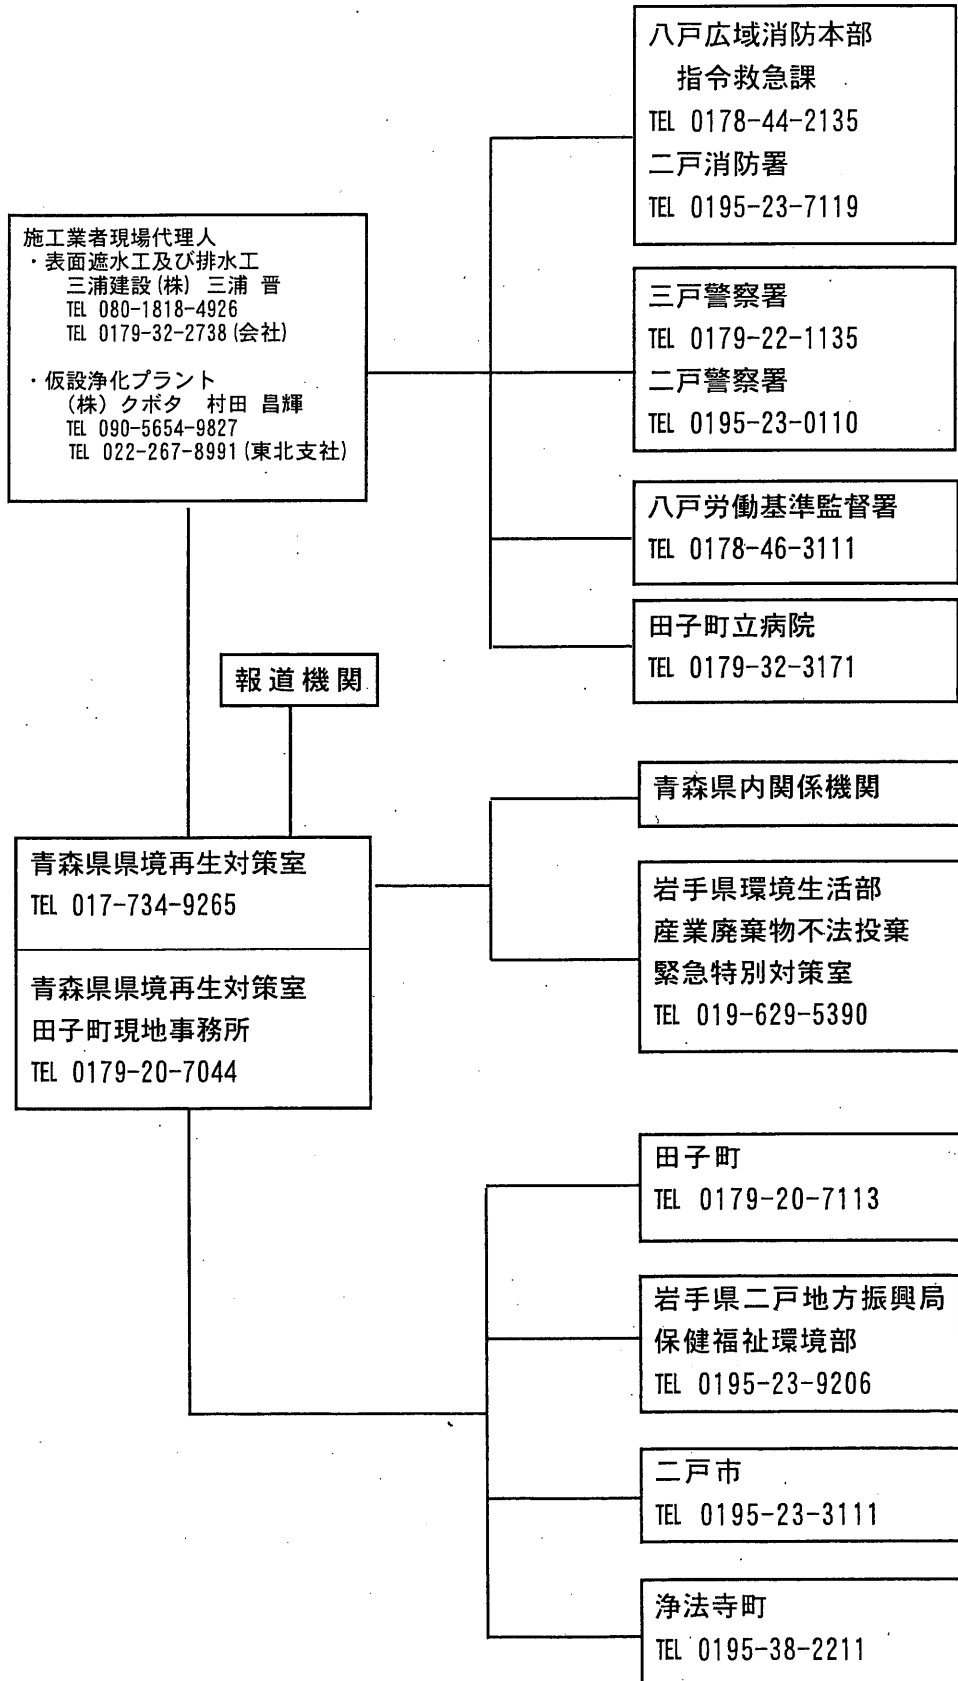 八戸広域消防本部
指令救急課
TEL 0178-44-2135
二戸消防署
TEL 0195-23-7119
施工業者現場代理人
・表面遮水工及び排水工
三浦建設(株) 三浦 晋
TEL 080-1818-4926
TEL 0179-32-2738(会社)
・仮設浄化プラント
(株)クボタ 村田 昌輝
TEL 090-5654-9827
TEL 022-267-8991(東北支社)
三戸警察署
TEL 0179-22-1135
二戸警察署
TEL 0195-23-0110
八戸労働基準監督署
TEL 0178-46-3111
田子町立病院
TEL 0179-32-3171
報道機関
青森県県境再生対策室
TEL 017-734-9265
青森県県境再生対策室
田子町現地事務所
TEL 0179-20-7044
青森県内関係機関
岩手県環境生活部
産業廃棄物不法投棄
緊急特別対策室
TEL 019-629-5390
田子町
TEL 0179-20-7113
岩手県二戸地方振興局
保健福祉環境部
TEL 0195-23-9206
二戸市
TEL 0195-23-3111
浄法寺町
TEL 0195-38-2211